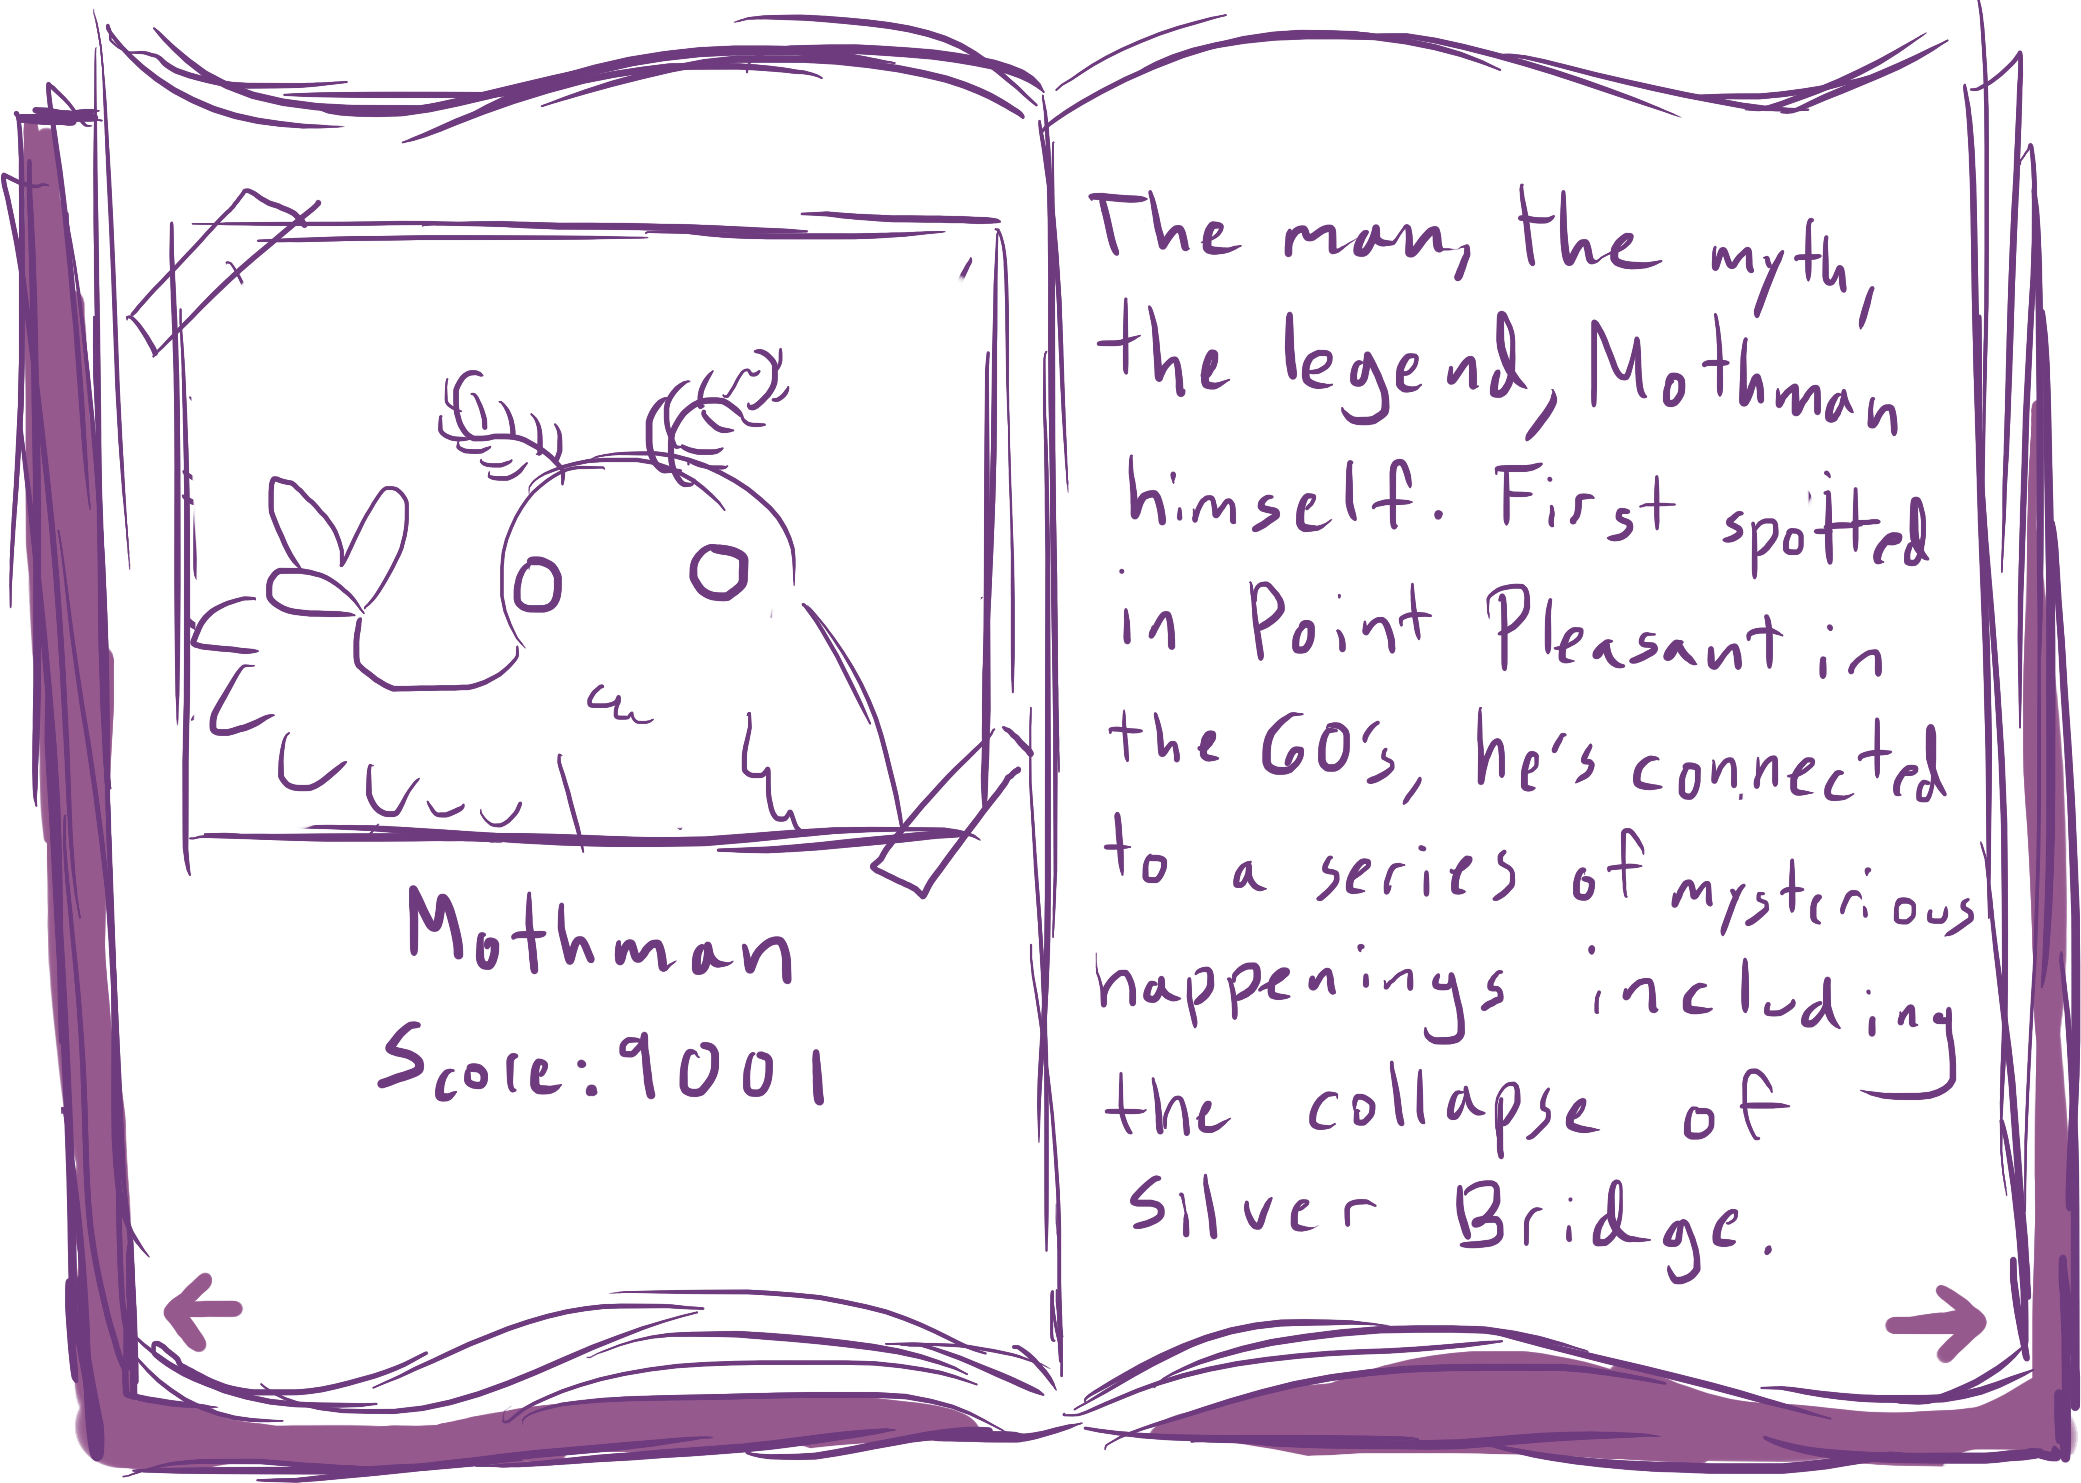 Mothman
Score: 9001
The man, the myth,
the legend, Mothman
himself. First spotted
in Point Pleasant in
the 60's, he's connected
to a series of mysterious
happenings including
the collapse of
Silver Bridge.